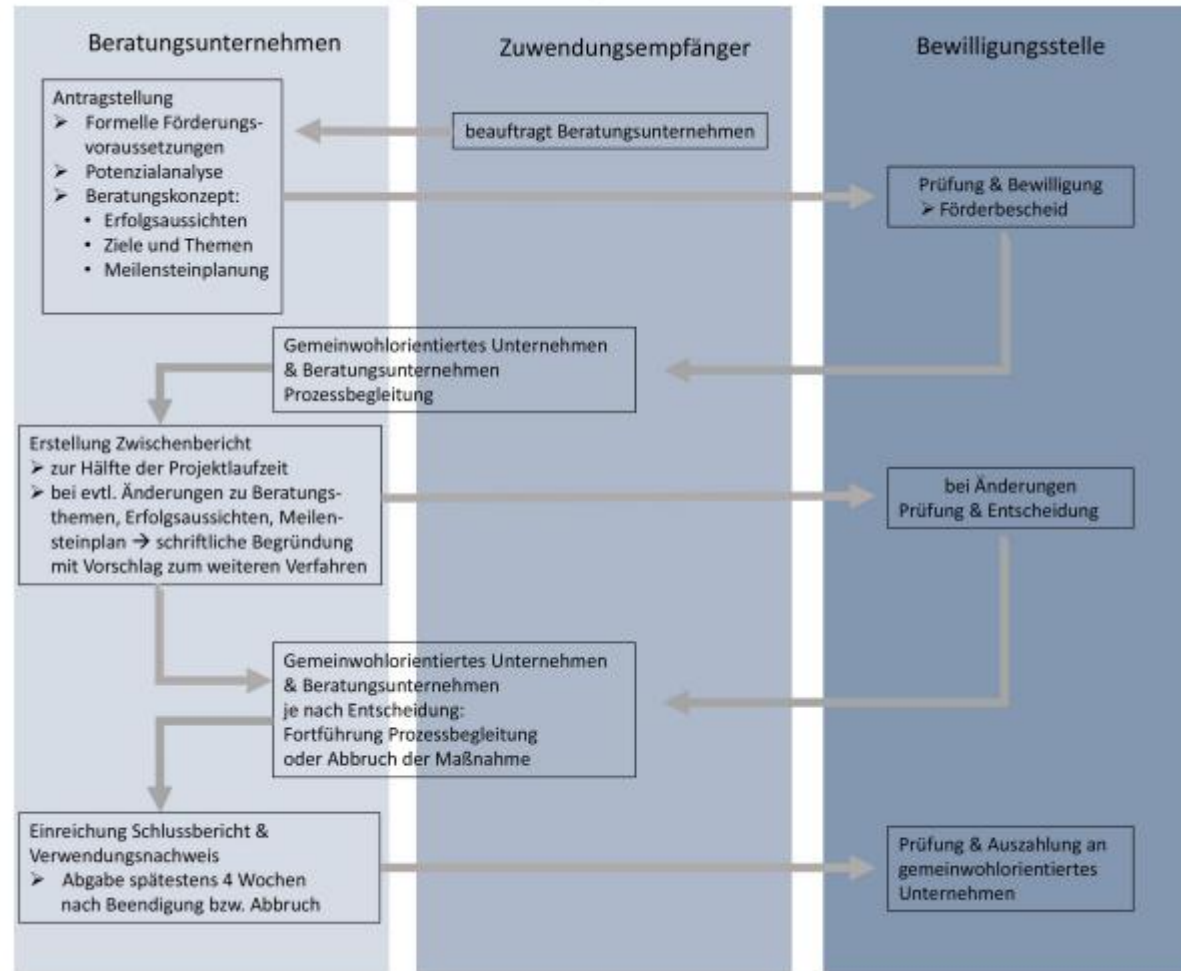 Beratungsunternehmen
Zuwendungsempfänger
Bewilligungsstelle
Antragstellung
➢ Formelle Förderungs-
voraussetzungen
➢ Potenzialanalyse
➢ Beratungskonzept:
• Erfolgsaussichten
• Ziele und Themen
• Meilensteinplanung
beauftragt Beratungsunternehmen
Prüfung & Bewilligung
➢ Förderbescheid
Gemeinwohlorientiertes Unternehmen
& Beratungsunternehmen
Prozessbegleitung
Erstellung Zwischenbericht
➢ zur Hälfte der Projektlaufzeit
➢ bei evtl. Änderungen zu Beratungs-
themen, Erfolgsaussichten, Meilen-
steinplan → schriftliche Begründung
mit Vorschlag zum weiteren Verfahren
bei Änderungen
Prüfung & Entscheidung
Gemeinwohlorientiertes Unternehmen
& Beratungsunternehmen
je nach Entscheidung:
Fortführung Prozessbegleitung
oder Abbruch der Maßnahme
Einreichung Schlussbericht &
Verwendungsnachweis
➢ Abgabe spätestens 4 Wochen
nach Beendigung bzw. Abbruch
Prüfung & Auszahlung an
gemeinwohlorientiertes
Unternehmen